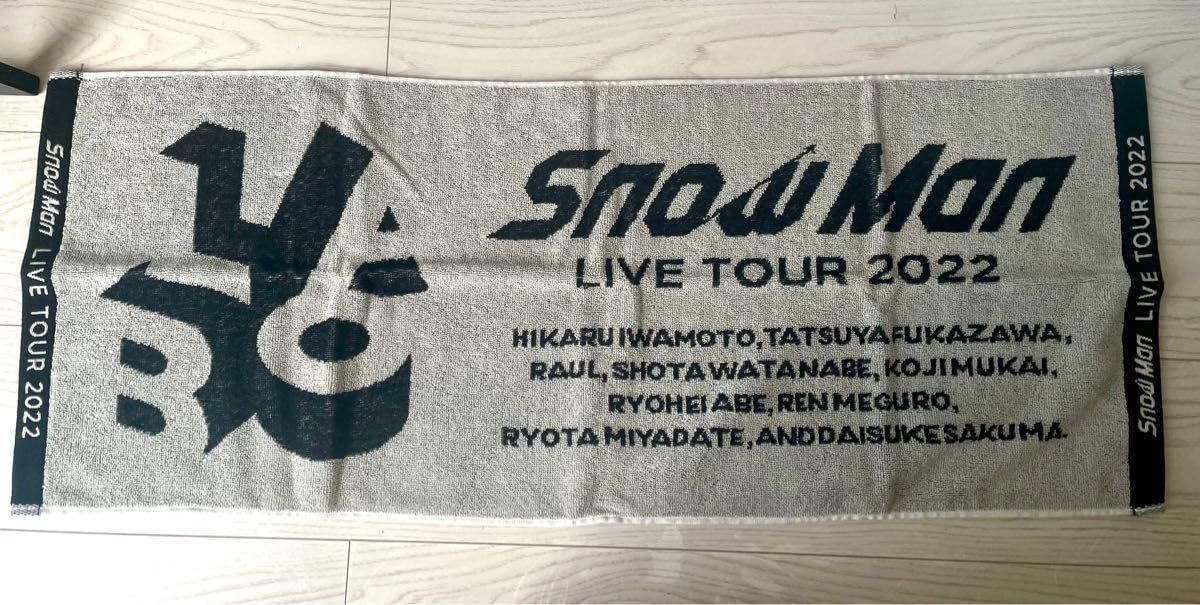 Snow Man LIVE TOUR 2022
LABO
Snow Man
LIVE TOUR 2022
HIKARU IWAMOTO, TATSUYA FUKAZAWA,
RAUL, SHOTA WATANABE, KOJI MUKAI,
RYOHEI ABE, REN MEGURO,
RYOTA MIYADATE, AND DAISUKE SAKUMA.
Snow Man LIVE TOUR 2022